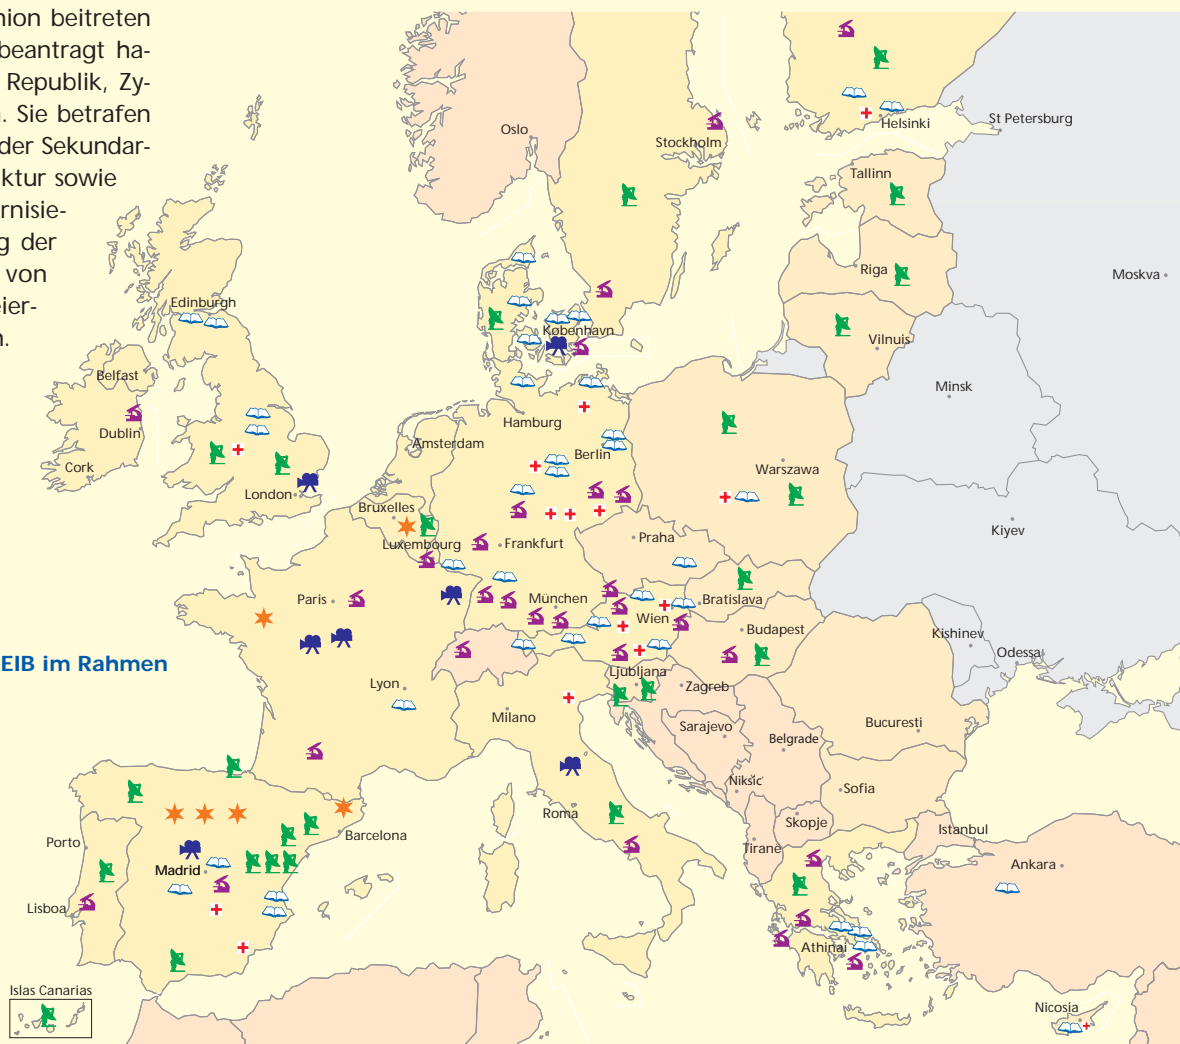 nion beitreten
beantragt ha-
Republik, Zy-
. Sie betrafen
der Sekundar-
ktur sowie
rnisie-
g der
von
eier-
n.
EIB im Rahmen
Oslo
Stockholm
Helsinki
St Petersburg
Tallinn
Riga
Moskva
Vilnuis
Minsk
Edinburgh
København
Belfast
Dublin
Cork
London
Hamburg
Amsterdam
Berlin
Warszawa
Bruxelles
Luxembourg
Frankfurt
Praha
Kiyev
Paris
München
Wien
Bratislava
Budapest
Kishinev
Odessa
Lyon
Ljubljana
Zagreb
Milano
Sarajevo
Belgrade
Bucuresti
Nikšic
Sofia
Roma
Skopje
Istanbul
Tirane
Ankara
Porto
Madrid
Barcelona
Lisboa
Athinai
Islas Canarias
Nicosia